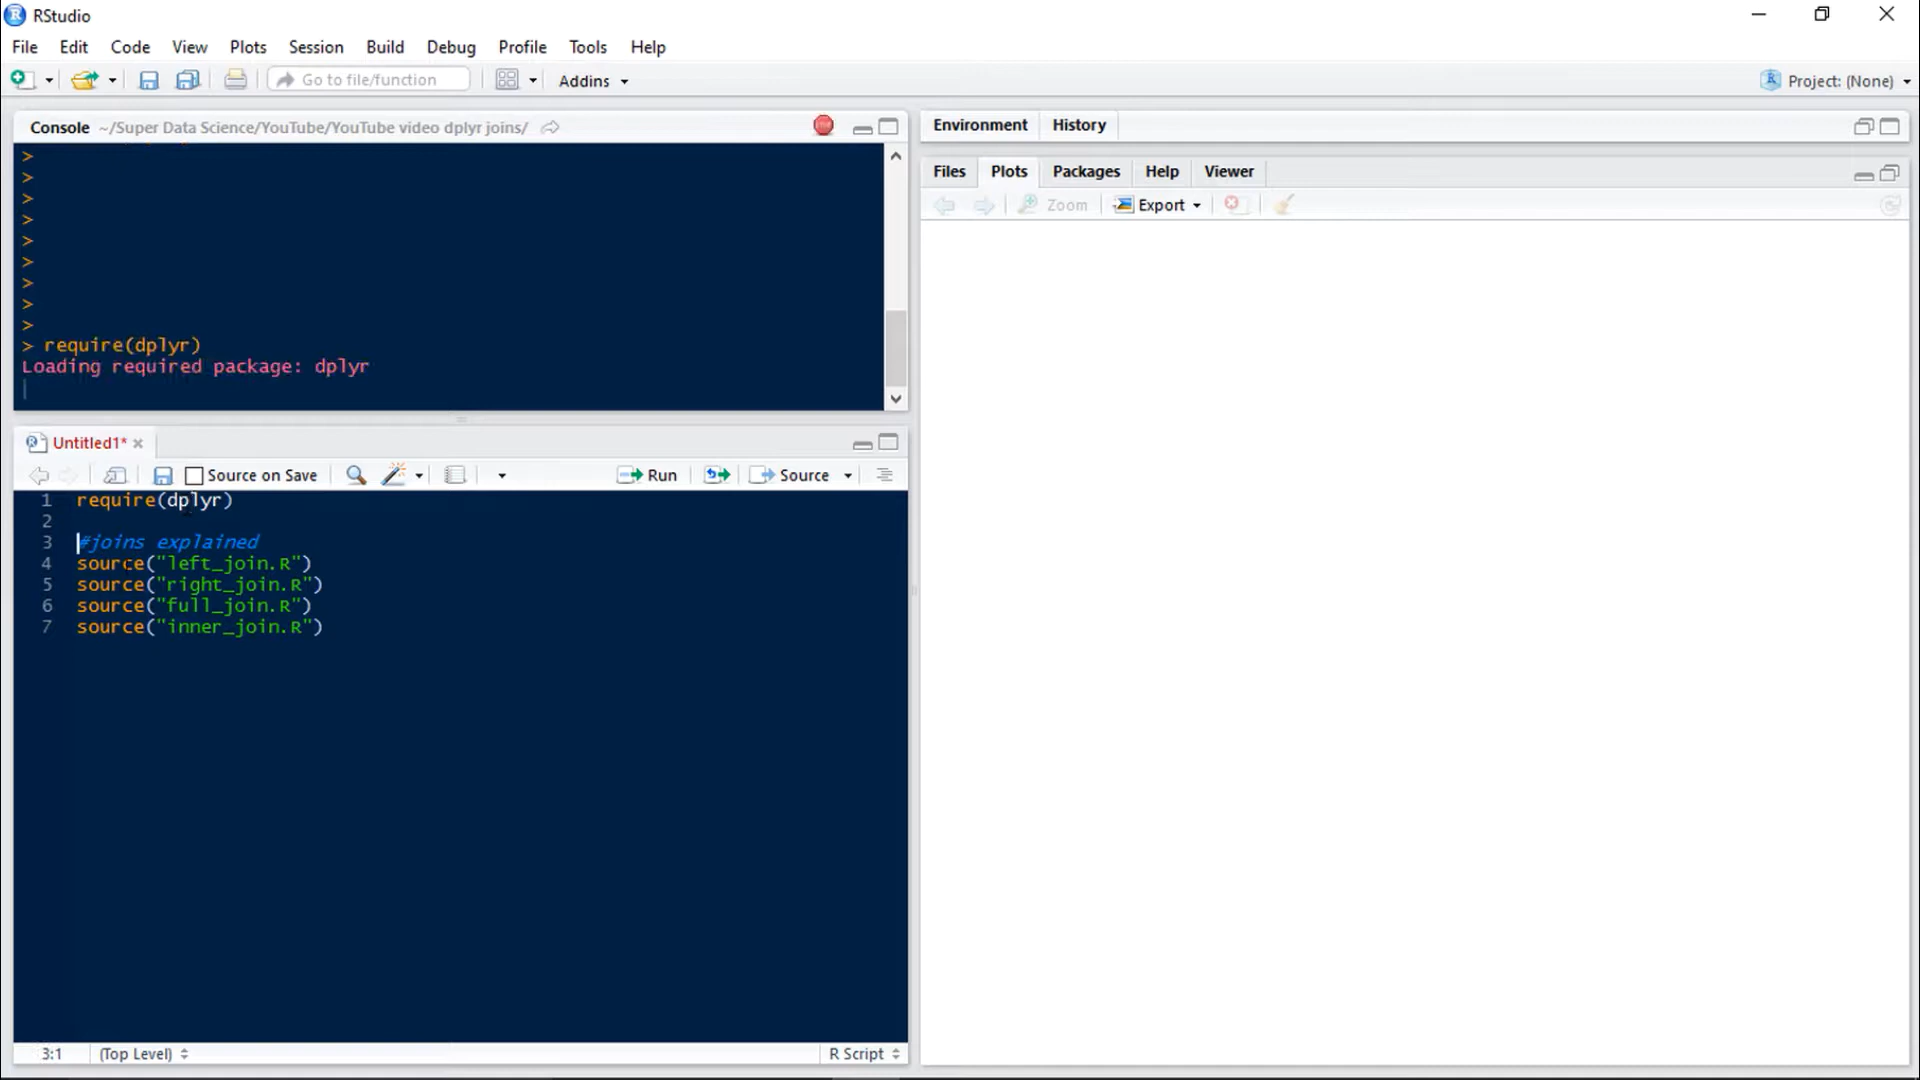 RStudio
File Edit Code View Plots Session Build Debug Profile Tools Help
Go to file/function Addins Project: (None)
Console ~/Super Data Science/YouTube/YouTube video dplyr joins/
>
>
>
>
>
>
>
>
>
> require(dplyr)
Loading required package: dplyr
Untitled1*
Source on Save Run Source
1 require(dplyr)
2
3 #joins explained
4 source("left_join.R")
5 source("right_join.R")
6 source("full_join.R")
7 source("inner_join.R")
3:1 (Top Level) R Script
Environment History
Files Plots Packages Help Viewer
Zoom Export